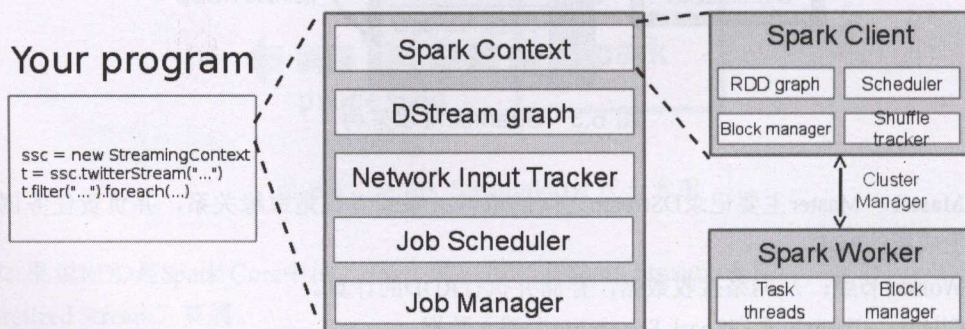 Your program
ssc = new StreamingContext
t = ssc.twitterStream("...")
t.filter("...").foreach(...)
Spark Context
DStream graph
Network Input Tracker
Job Scheduler
Job Manager
Spark Client
RDD graph
Scheduler
Block manager
Shuffle tracker
Cluster Manager
Spark Worker
Task threads
Block manager